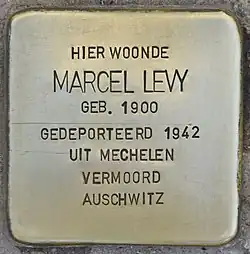 HIER WOONDE
MARCEL LEVY
GEB. 1900
GEDEPORTEERD 1942
UIT MECHELEN
VERMOORD
AUSCHWITZ